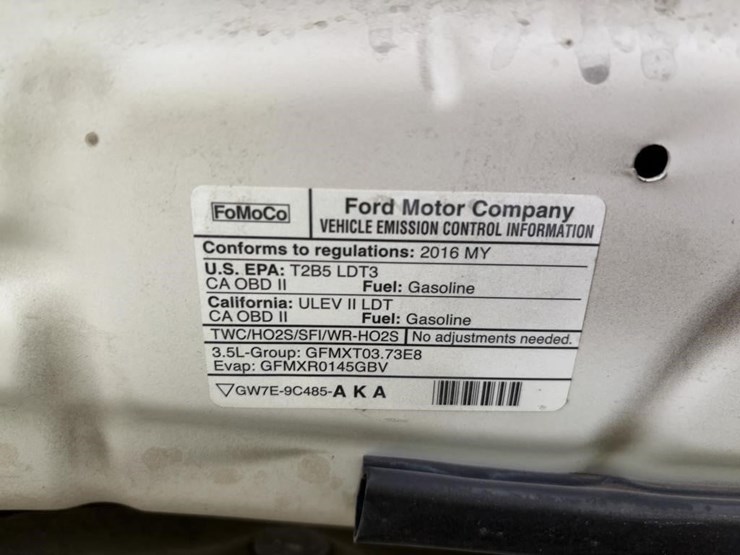 FoMoCo
Ford Motor Company
VEHICLE EMISSION CONTROL INFORMATION
Conforms to regulations: 2016 MY
U.S. EPA: T2B5 LDT3
CA OBD II Fuel: Gasoline
California: ULEV II LDT
CA OBD II Fuel: Gasoline
TWC/HO2S/SFI/WR-HO2S No adjustments needed.
3.5L-Group: GFMXT03.73E8
Evap: GFMXR0145GBV
GW7E-9C485-A K A